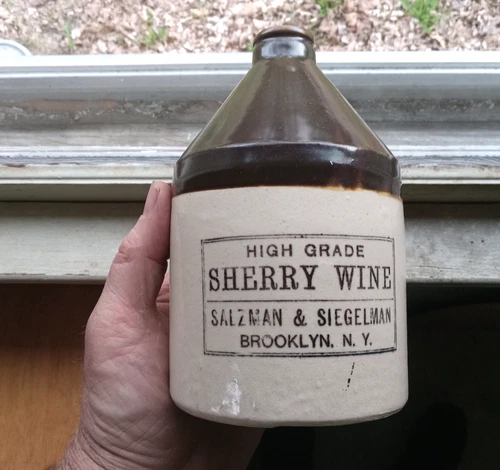 HIGH GRADE
SHERRY WINE
SALZMAN & SIEGELMAN
BROOKLYN, N. Y.